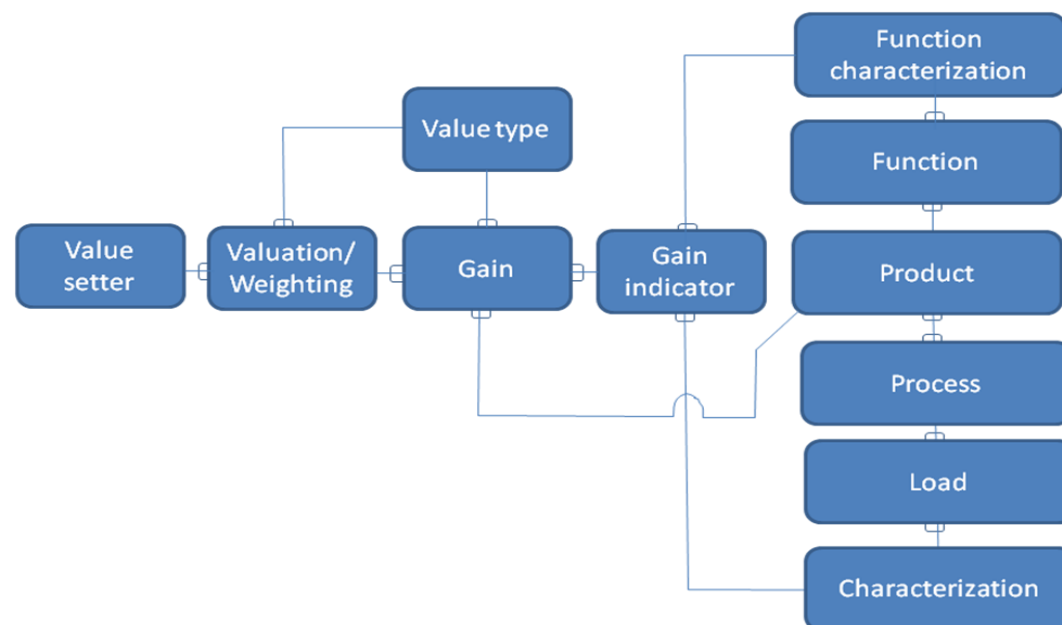 Function
characterization
Value type
Function
Value
setter
Valuation/
Weighting
Gain
Gain
indicator
Product
Process
Load
Characterization